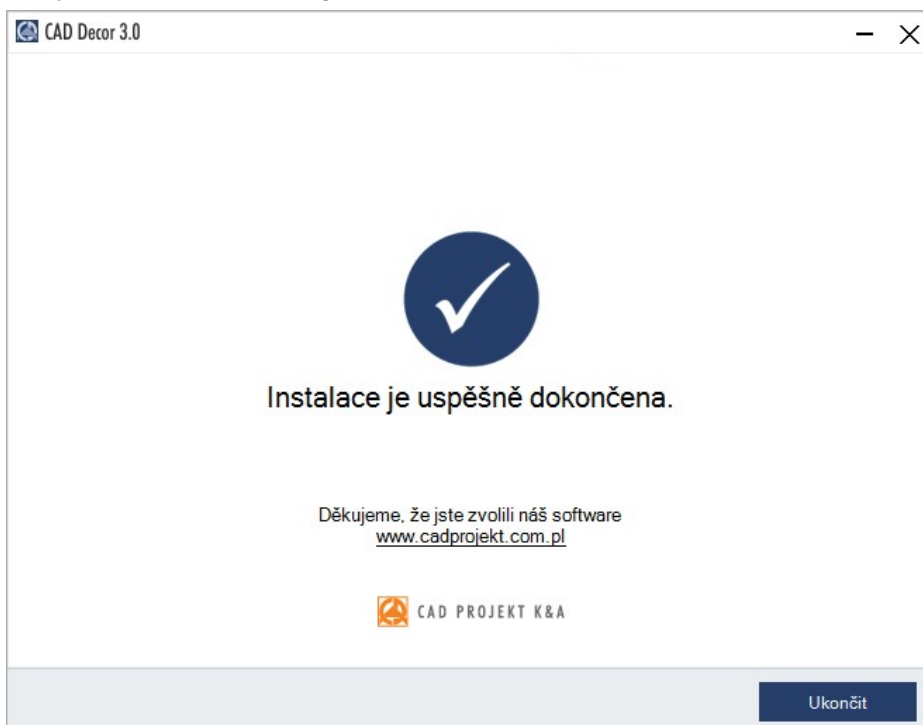 CAD Decor 3.0
Instalace je uspěšně dokončena.
Děkujeme, že jste zvolili náš software
www.cadprojekt.com.pl
CAD PROJEKT K&A
Ukončit